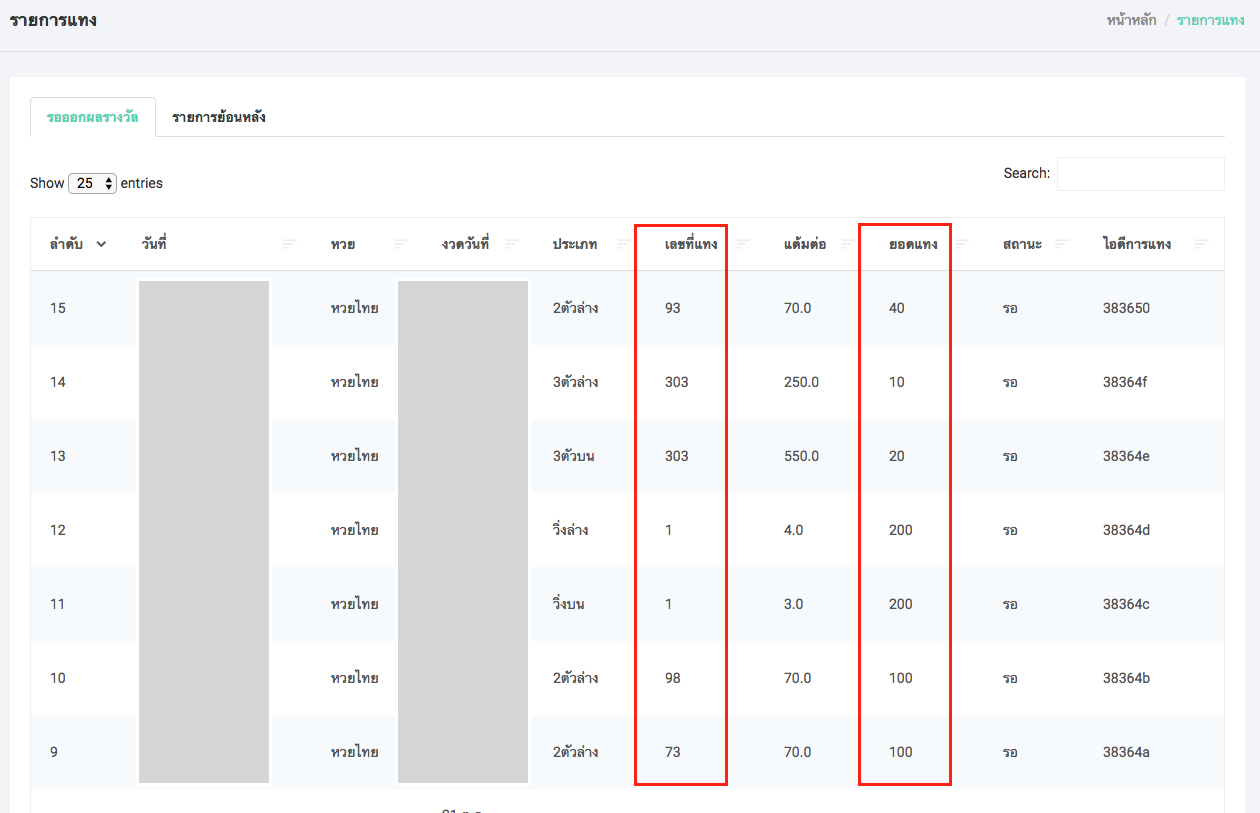 รายการแทง
หน้าหลัก / รายการแทง
รอออกผลรางวัล รายการย้อนหลัง
Show 25 entries
Search:
ลำดับ วันที่ หวย งวดวันที่ ประเภท เลขที่แทง แต้มต่อ ยอดแทง สถานะ ไอดีการแทง
15 หวยไทย 2ตัวล่าง 93 70.0 40 รอ 383650
14 หวยไทย 3ตัวล่าง 303 250.0 10 รอ 38364f
13 หวยไทย 3ตัวบน 303 550.0 20 รอ 38364e
12 หวยไทย วิ่งล่าง 1 4.0 200 รอ 38364d
11 หวยไทย วิ่งบน 1 3.0 200 รอ 38364c
10 หวยไทย 2ตัวล่าง 98 70.0 100 รอ 38364b
9 หวยไทย 2ตัวล่าง 73 70.0 100 รอ 38364a